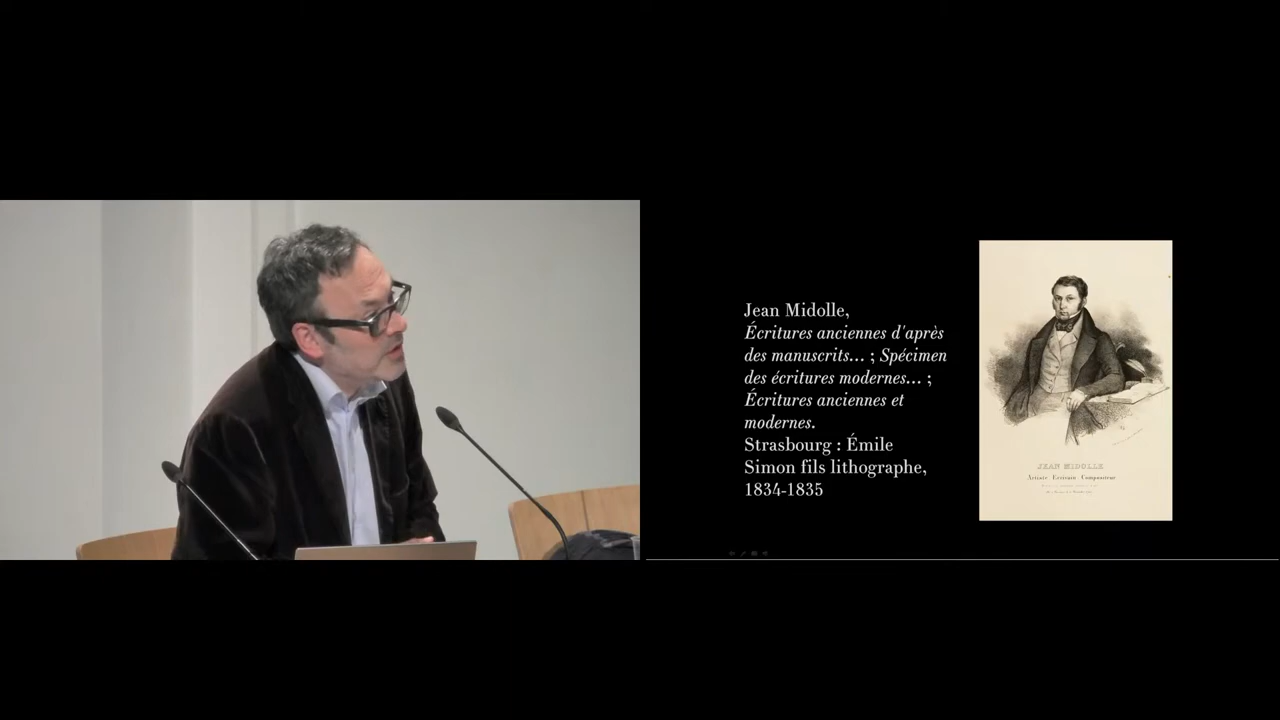 Jean Midolle,
Écritures anciennes d'après
des manuscrits... ; Spécimen
des écritures modernes... ;
Écritures anciennes et
modernes.
Strasbourg : Émile
Simon fils lithographe,
1834-1835
JEAN MIDOLLE
Artiste Ecrivain Compositeur